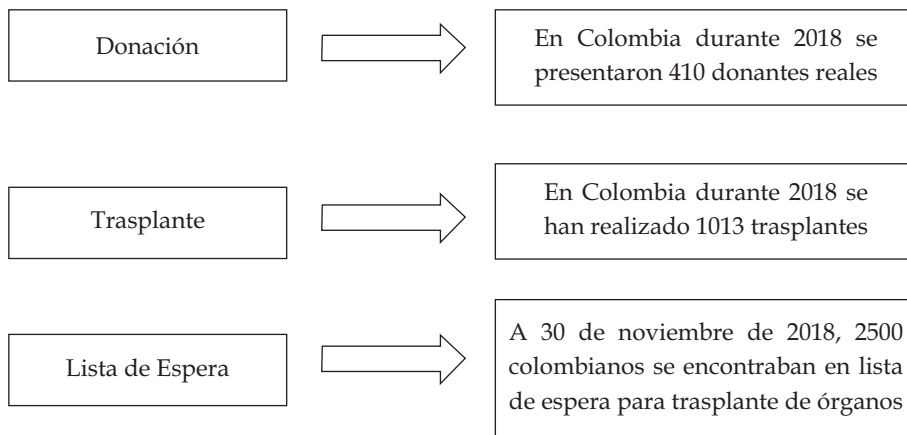 Donación
En Colombia durante 2018 se
presentaron 410 donantes reales
Trasplante
En Colombia durante 2018 se
han realizado 1013 trasplantes
Lista de Espera
A 30 de noviembre de 2018, 2500
colombianos se encontraban en lista
de espera para trasplante de órganos